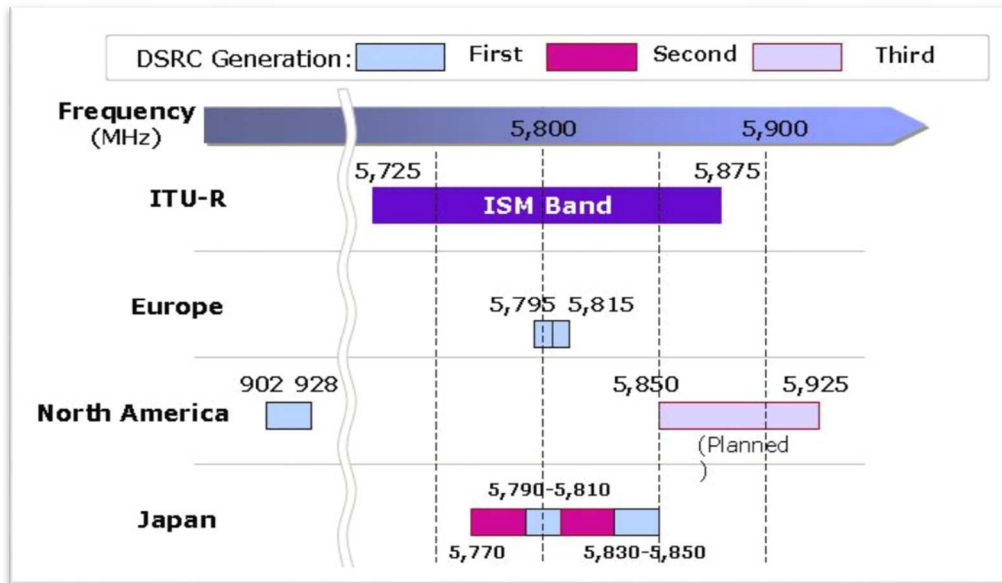 DSRC Generation: First Second Third
Frequency
(MHz)
5,800 5,900
5,725 5,875
ITU-R
ISM Band
Europe
5,795 5,815
902 928 5,850 5,925
North America
(Planned
)
5,790-5,810
Japan
5,770 5,830-5,850